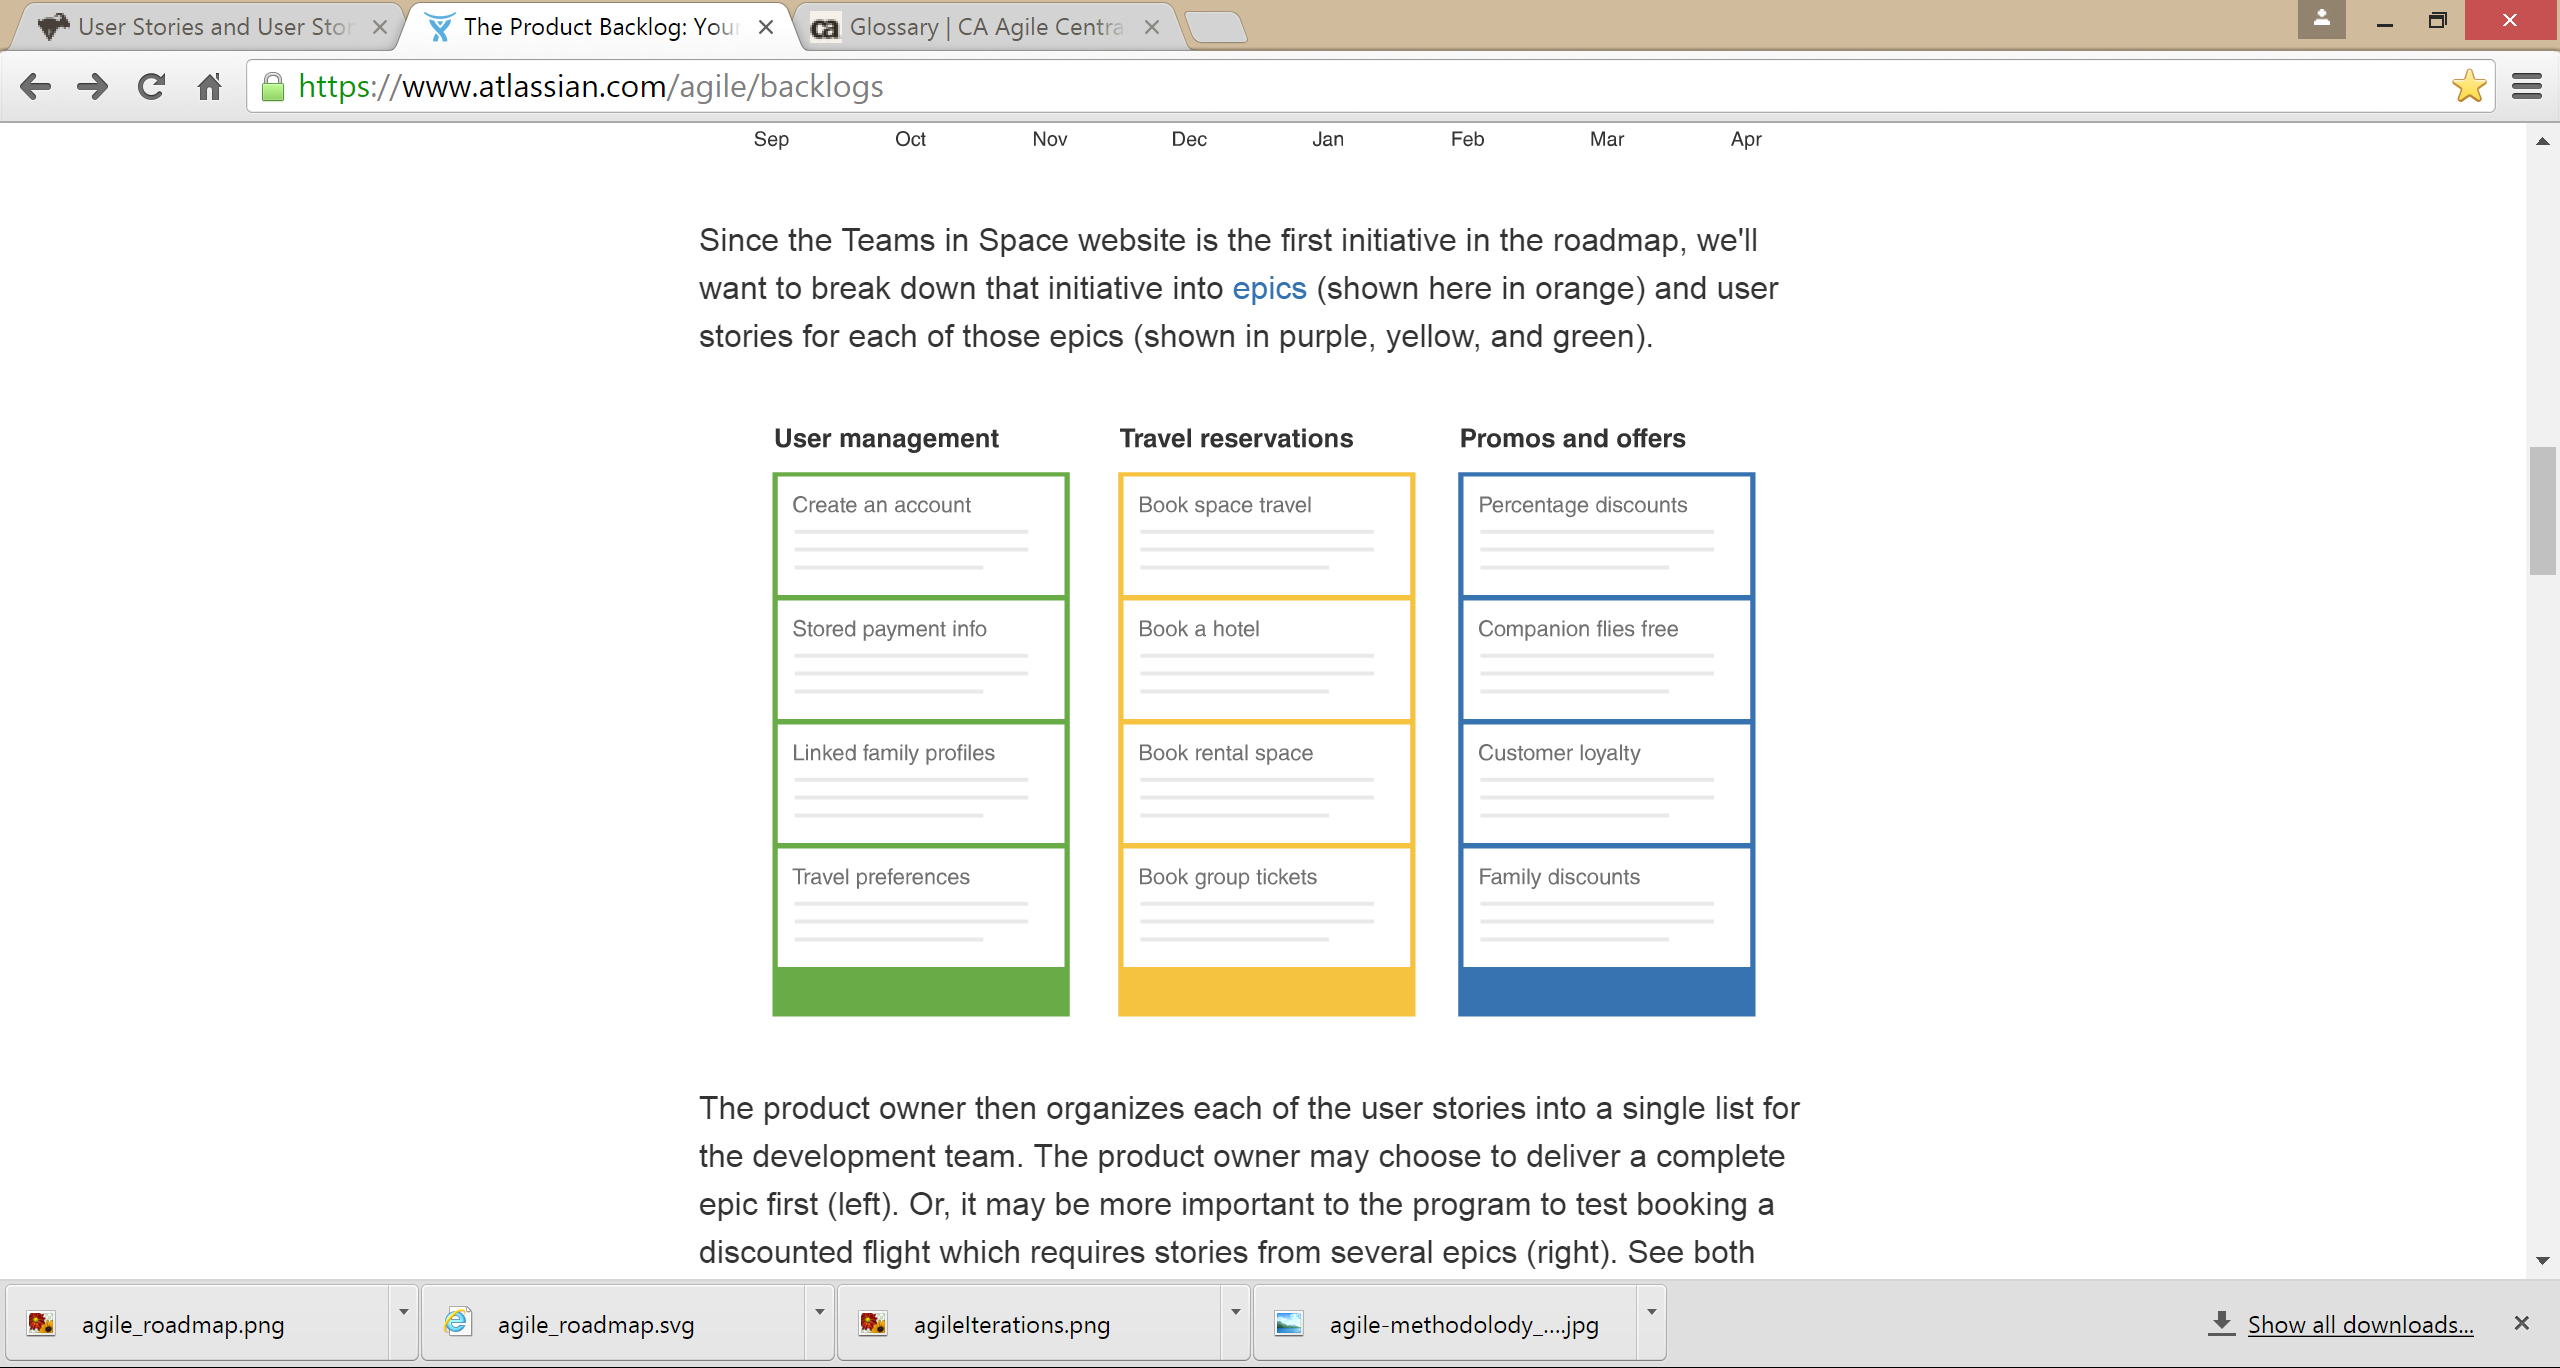 User Stories and User Stor
The Product Backlog: Your
Glossary | CA Agile Centra
ca
https://www.atlassian.com/agile/backlogs
Sep Oct Nov Dec Jan Feb Mar Apr
Since the Teams in Space website is the first initiative in the roadmap, we'll
want to break down that initiative into epics (shown here in orange) and user
stories for each of those epics (shown in purple, yellow, and green).
User management Travel reservations Promos and offers
Create an account Book space travel Percentage discounts
Stored payment info Book a hotel Companion flies free
Linked family profiles Book rental space Customer loyalty
Travel preferences Book group tickets Family discounts
The product owner then organizes each of the user stories into a single list for
the development team. The product owner may choose to deliver a complete
epic first (left). Or, it may be more important to the program to test booking a
discounted flight which requires stories from several epics (right). See both
agile_roadmap.png agile_roadmap.svg agileIterations.png agile-methodolody_....jpg Show all downloads...